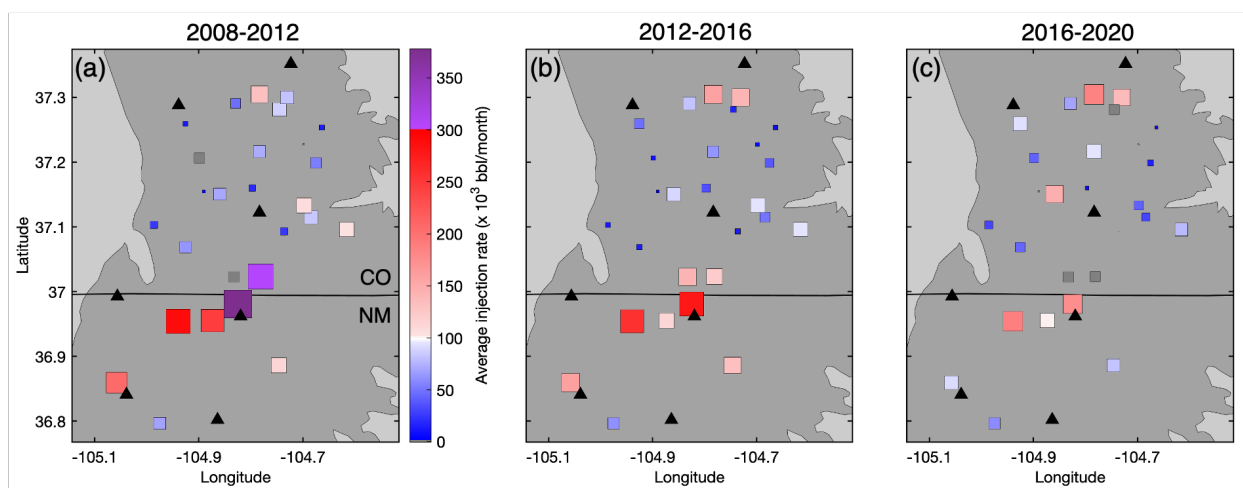 2008-2012
2012-2016
2016-2020
(a)
(b)
(c)
37.3
37.2
37.1
37
36.9
36.8
Latitude
CO
NM
350
300
250
200
150
100
50
0
Average injection rate (x 10³ bbl/month)
-105.1 -104.9 -104.7
-105.1 -104.9 -104.7
-105.1 -104.9 -104.7
Longitude
Longitude
Longitude